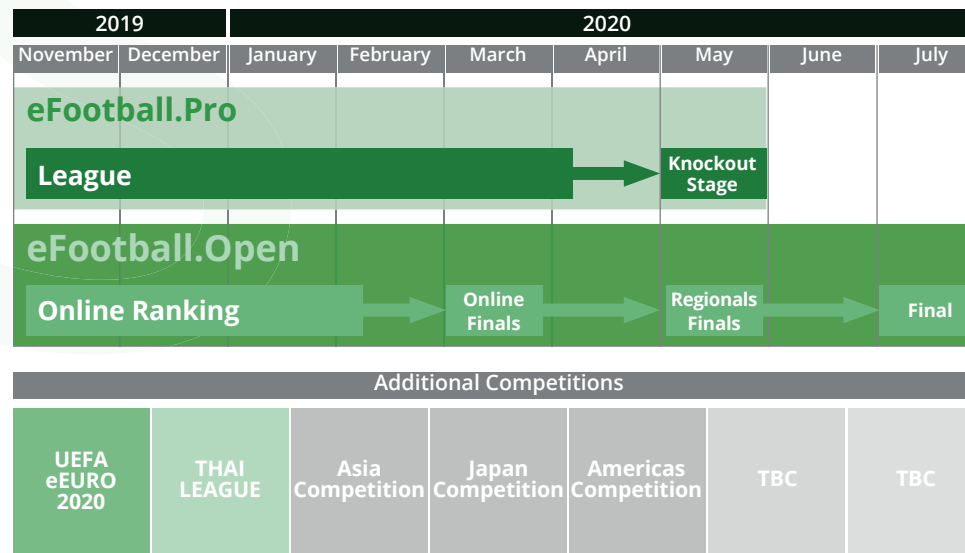 2019 2020
November December January February March April May June July
eFootball.Pro
League
Knockout
Stage
eFootball.Open
Online Ranking
Online
Finals
Regionals
Finals
Final
Additional Competitions
UEFA
eEURO
2020
THAI
LEAGUE
Asia
Competition
Japan
Competition
Americas
Competition
TBC
TBC